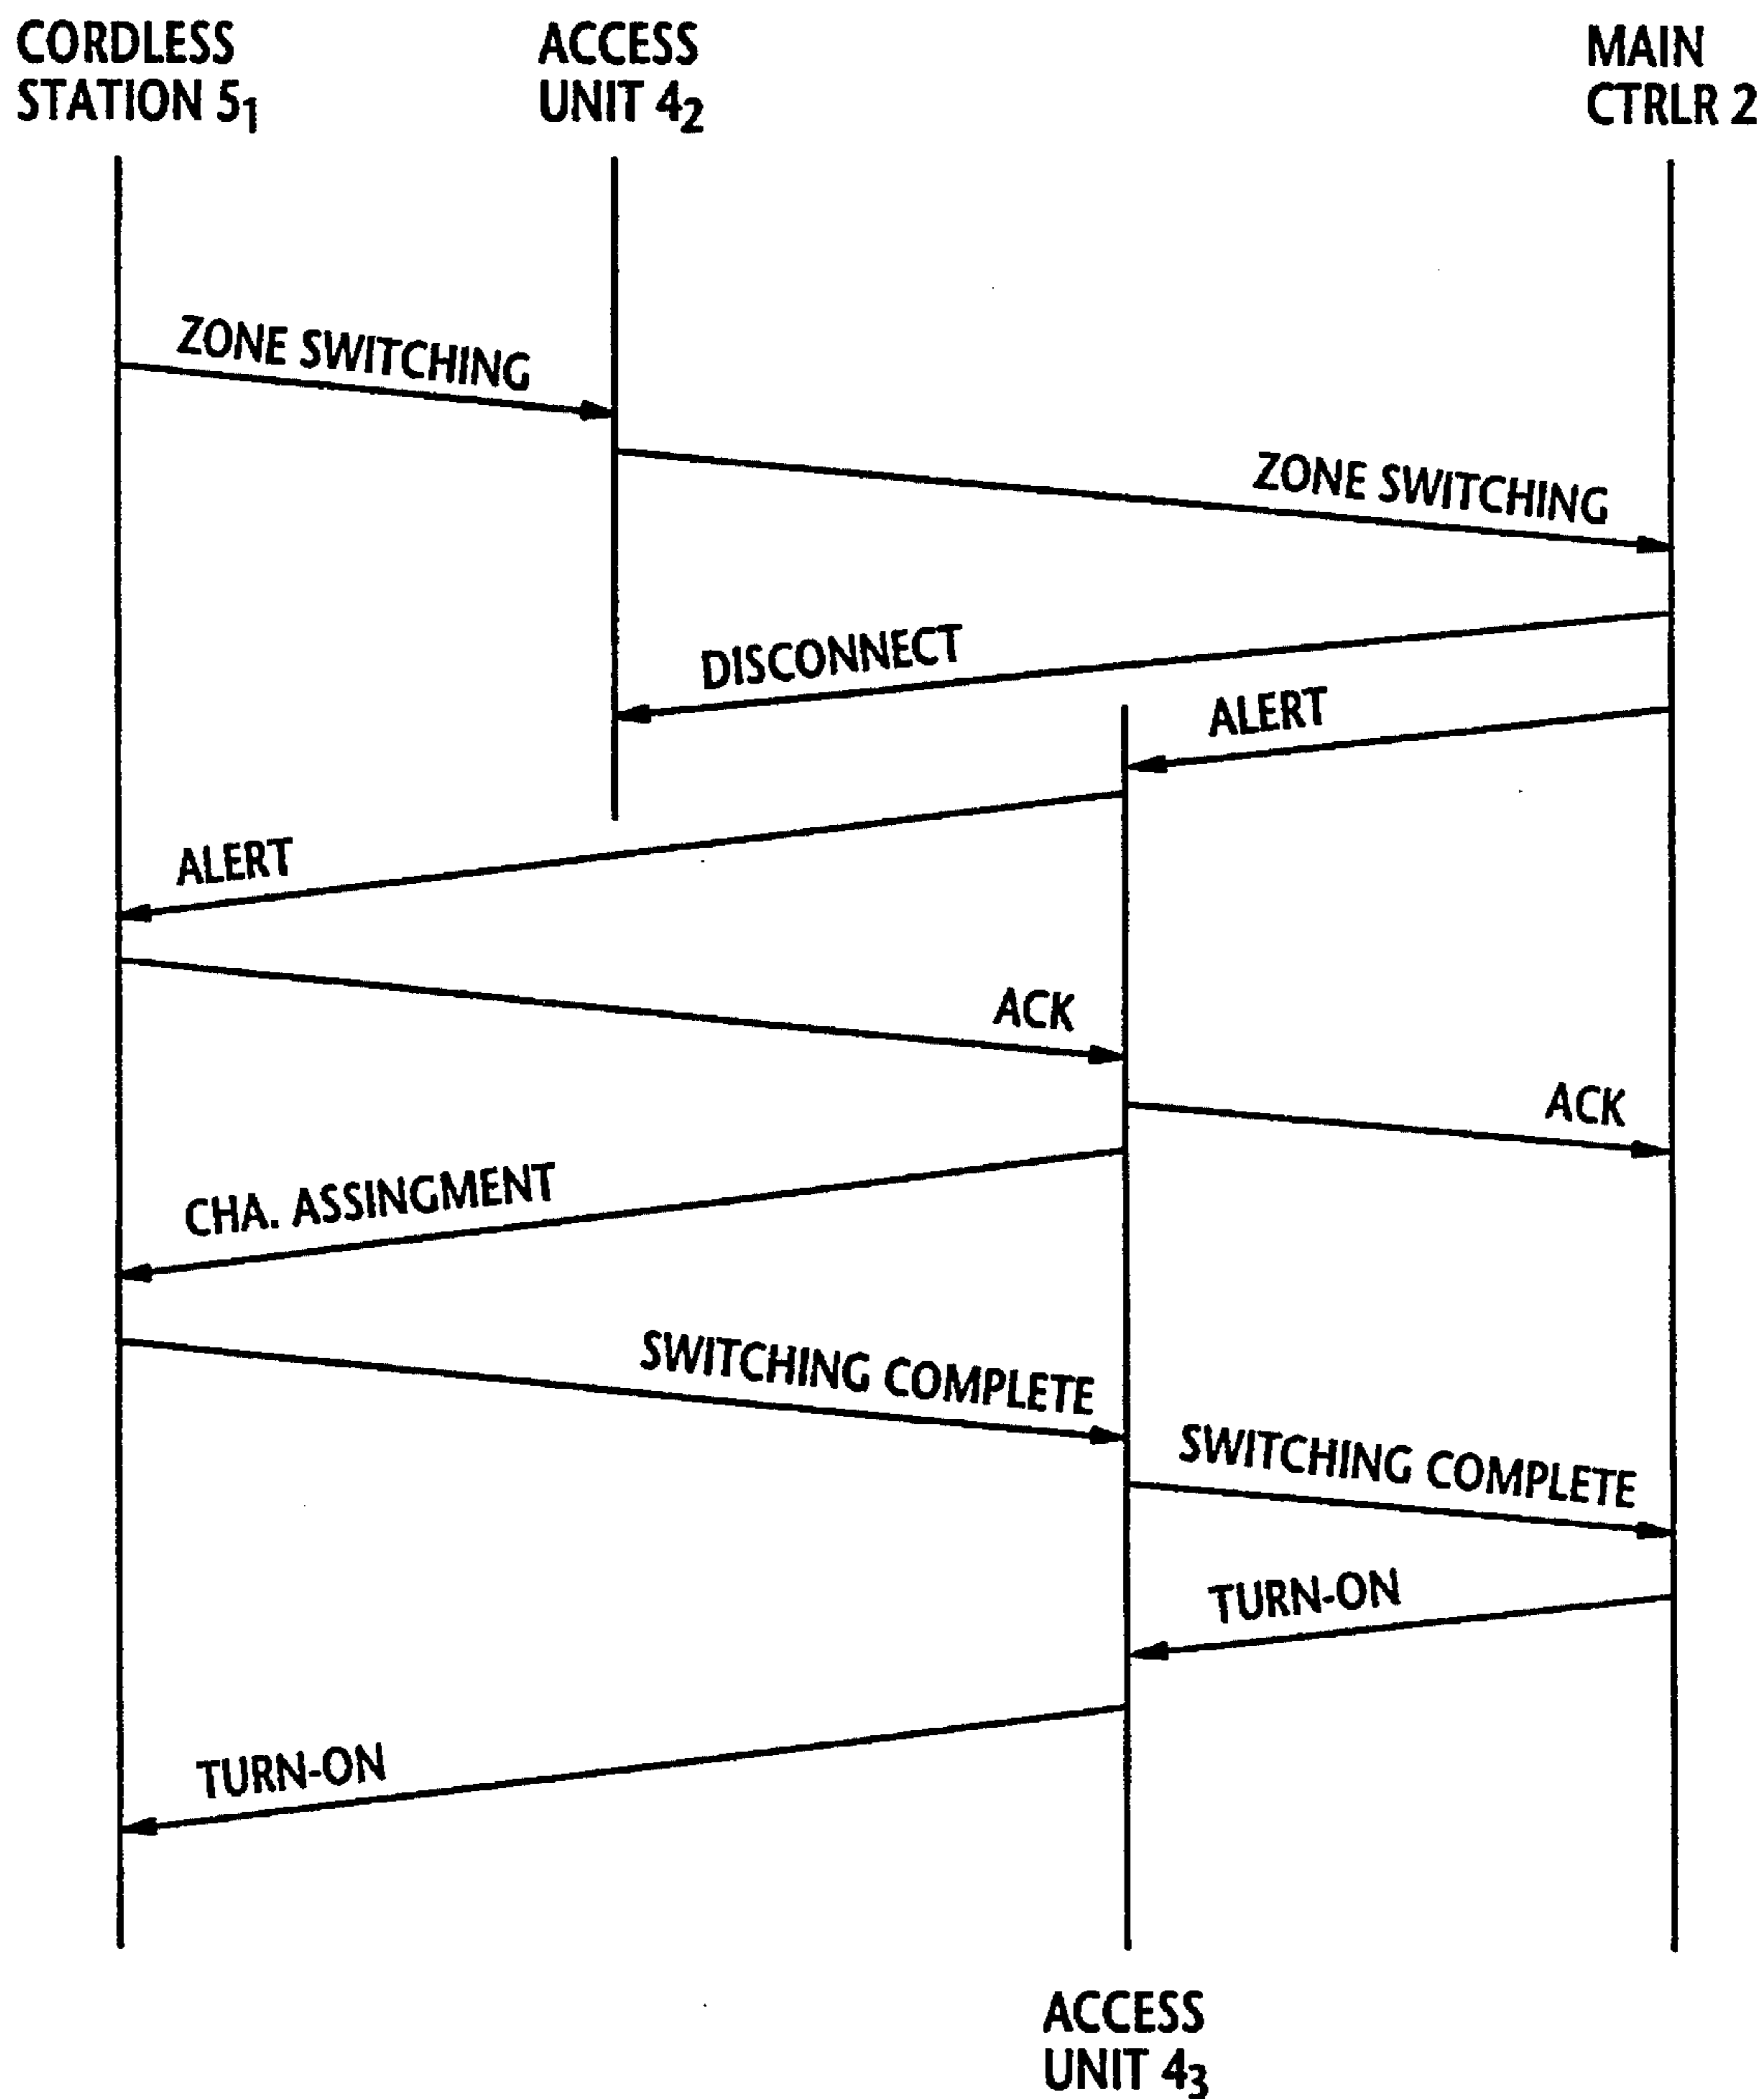 CORDLESS
STATION 5₁
ACCESS
UNIT 4₂
MAIN
CTRLR 2
ZONE SWITCHING
ZONE SWITCHING
DISCONNECT
ALERT
ALERT
ACK
ACK
CHA. ASSINGMENT
SWITCHING COMPLETE
SWITCHING COMPLETE
TURN-ON
TURN-ON
ACCESS
UNIT 4₃